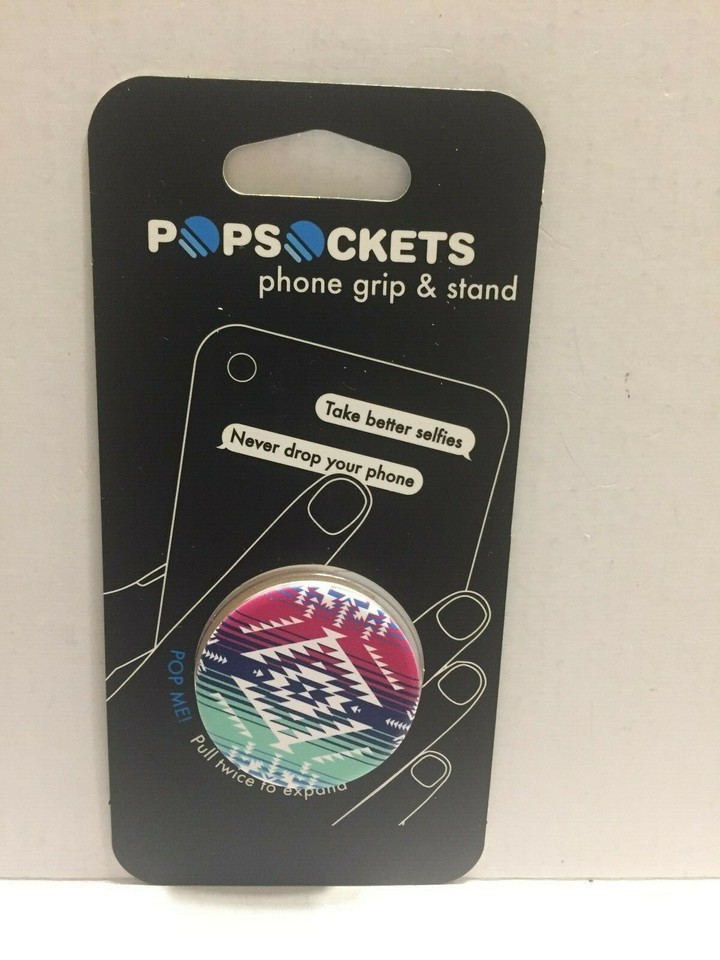 POPSOCKETS
phone grip & stand
Take better selfies
Never drop your phone
POP ME!
Pull twice to expand